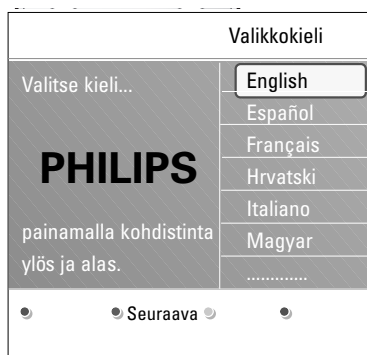 Valikkokieli
Valitse kieli...
PHILIPS
painamalla kohdistinta
ylös ja alas.
English
Español
Français
Hrvatski
Italiano
Magyar
.............
Seuraava